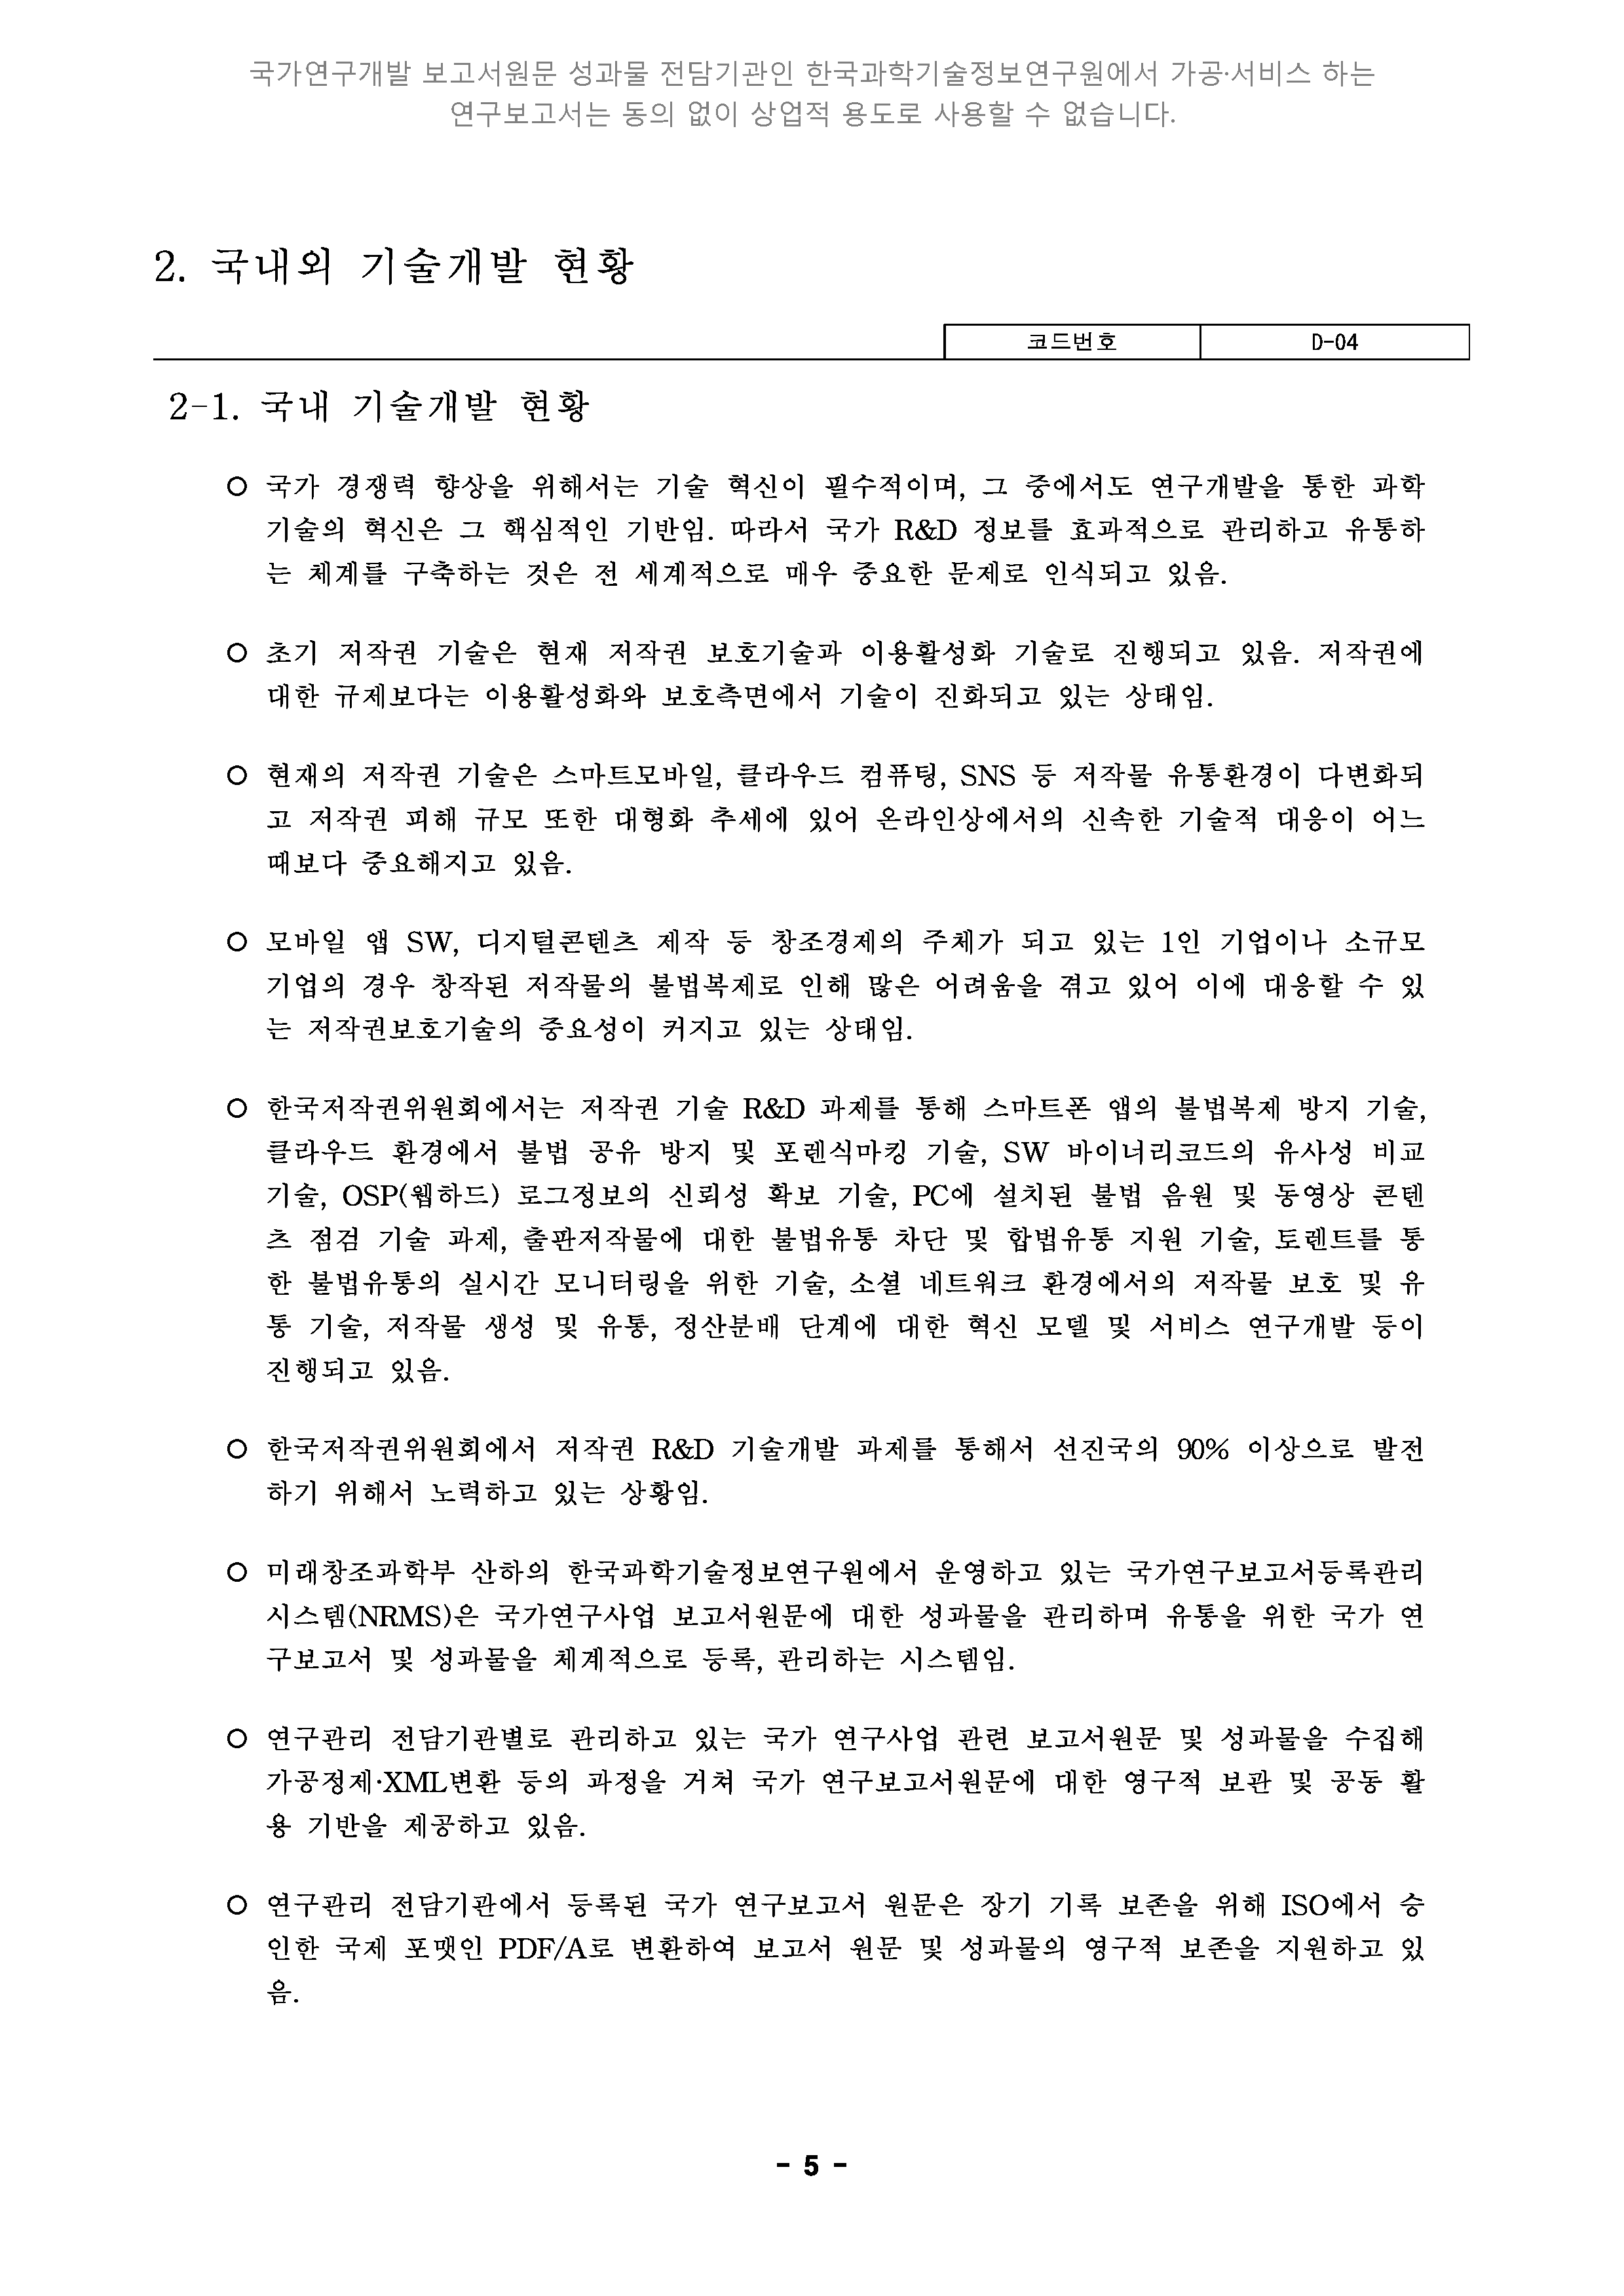 국가연구개발 보고서원문 성과물 전담기관인 한국과학기술정보연구원에서 가공·서비스 하는
연구보고서는 동의 없이 상업적 용도로 사용할 수 없습니다.
2. 국내외 기술개발 현황
코드번호 D-04
2-1. 국내 기술개발 현황
○ 국가 경쟁력 향상을 위해서는 기술 혁신이 필수적이며, 그 중에서도 연구개발을 통한 과학
기술의 혁신은 그 핵심적인 기반임. 따라서 국가 R&D 정보를 효과적으로 관리하고 유통하
는 체계를 구축하는 것은 전 세계적으로 매우 중요한 문제로 인식되고 있음.
○ 초기 저작권 기술은 현재 저작권 보호기술과 이용활성화 기술로 진행되고 있음. 저작권에
대한 규제보다는 이용활성화와 보호측면에서 기술이 진화되고 있는 상태임.
○ 현재의 저작권 기술은 스마트모바일, 클라우드 컴퓨팅, SNS 등 저작물 유통환경이 다변화되
고 저작권 피해 규모 또한 대형화 추세에 있어 온라인상에서의 신속한 기술적 대응이 어느
때보다 중요해지고 있음.
○ 모바일 앱 SW, 디지털콘텐츠 제작 등 창조경제의 주체가 되고 있는 1인 기업이나 소규모
기업의 경우 창작된 저작물의 불법복제로 인해 많은 어려움을 겪고 있어 이에 대응할 수 있
는 저작권보호기술의 중요성이 커지고 있는 상태임.
○ 한국저작권위원회에서는 저작권 기술 R&D 과제를 통해 스마트폰 앱의 불법복제 방지 기술,
클라우드 환경에서 불법 공유 방지 및 포렌식마킹 기술, SW 바이너리코드의 유사성 비교
기술, OSP(웹하드) 로그정보의 신뢰성 확보 기술, PC에 설치된 불법 음원 및 동영상 콘텐
츠 점검 기술 과제, 출판저작물에 대한 불법유통 차단 및 합법유통 지원 기술, 토렌트를 통
한 불법유통의 실시간 모니터링을 위한 기술, 소셜 네트워크 환경에서의 저작물 보호 및 유
통 기술, 저작물 생성 및 유통, 정산분배 단계에 대한 혁신 모델 및 서비스 연구개발 등이
진행되고 있음.
○ 한국저작권위원회에서 저작권 R&D 기술개발 과제를 통해서 선진국의 90% 이상으로 발전
하기 위해서 노력하고 있는 상황임.
○ 미래창조과학부 산하의 한국과학기술정보연구원에서 운영하고 있는 국가연구보고서등록관리
시스템(NRMS)은 국가연구사업 보고서원문에 대한 성과물을 관리하며 유통을 위한 국가 연
구보고서 및 성과물을 체계적으로 등록, 관리하는 시스템임.
○ 연구관리 전담기관별로 관리하고 있는 국가 연구사업 관련 보고서원문 및 성과물을 수집해
가공정제·XML변환 등의 과정을 거쳐 국가 연구보고서원문에 대한 영구적 보관 및 공동 활
용 기반을 제공하고 있음.
○ 연구관리 전담기관에서 등록된 국가 연구보고서 원문은 장기 기록 보존을 위해 ISO에서 승
인한 국제 포맷인 PDF/A로 변환하여 보고서 원문 및 성과물의 영구적 보존을 지원하고 있
음.
- 5 -